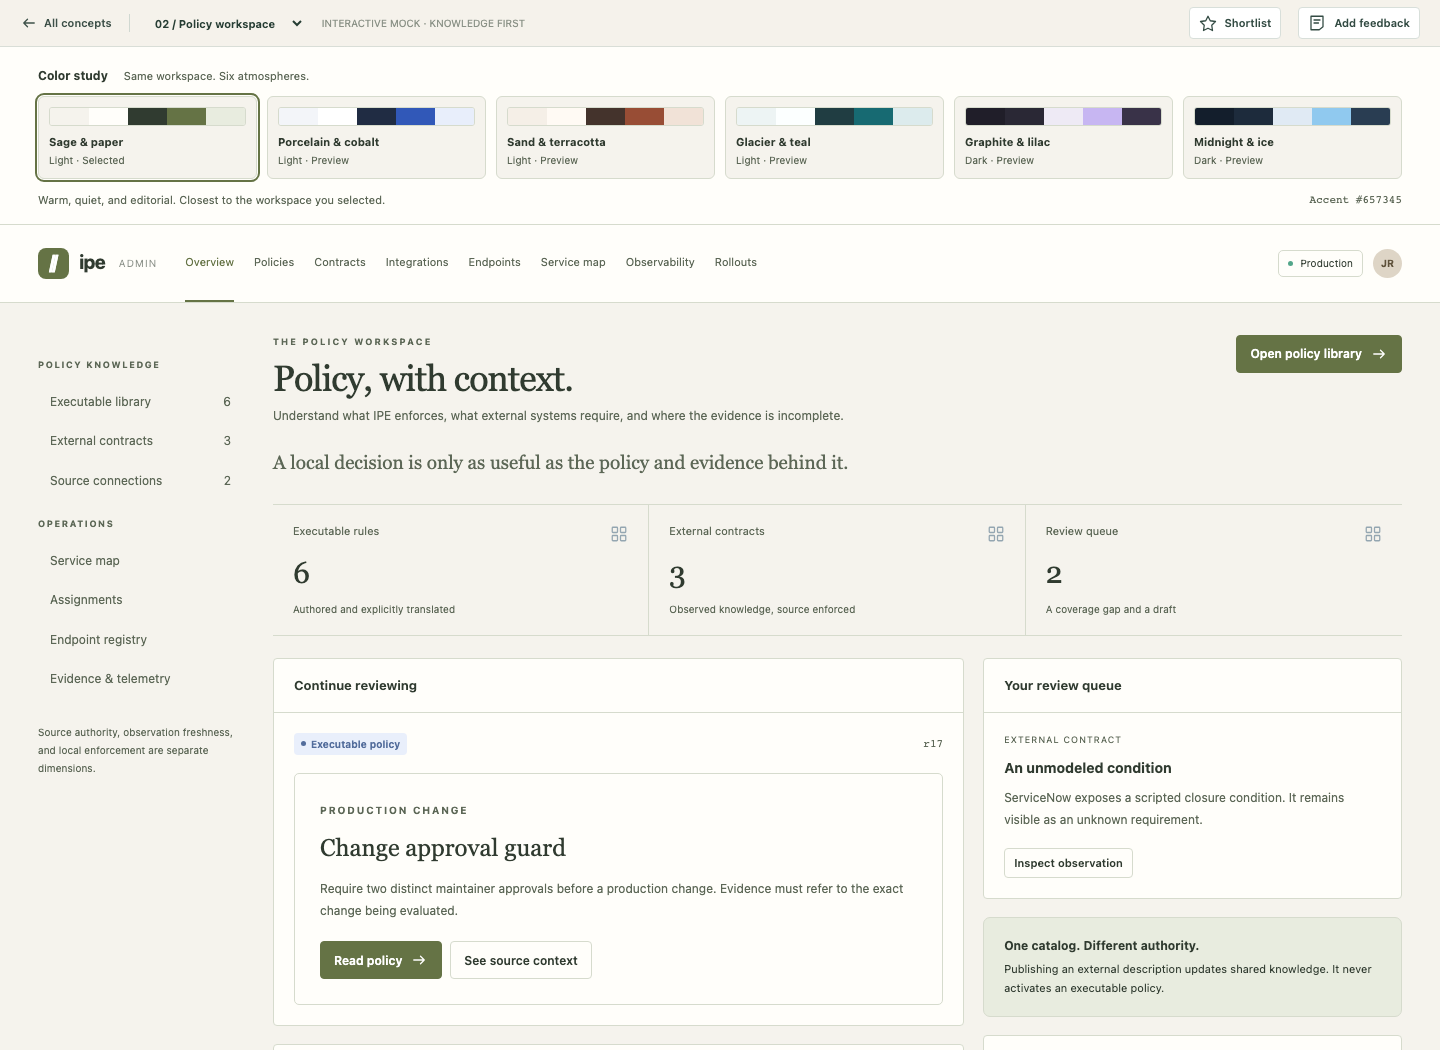 All concepts
02 / Policy workspace
INTERACTIVE MOCK · KNOWLEDGE FIRST
Shortlist
Add feedback
Color study
Same workspace. Six atmospheres.
Sage & paper
Light · Selected
Porcelain & cobalt
Light · Preview
Sand & terracotta
Light · Preview
Glacier & teal
Light · Preview
Graphite & lilac
Dark · Preview
Midnight & ice
Dark · Preview
Warm, quiet, and editorial. Closest to the workspace you selected.
Accent #657345
ipe
ADMIN
Overview
Policies
Contracts
Integrations
Endpoints
Service map
Observability
Rollouts
Production
JR
POLICY KNOWLEDGE
Executable library 6
External contracts 3
Source connections 2
OPERATIONS
Service map
Assignments
Endpoint registry
Evidence & telemetry
Source authority, observation freshness,
and local enforcement are separate
dimensions.
THE POLICY WORKSPACE
Policy, with context.
Understand what IPE enforces, what external systems require, and where the evidence is incomplete.
Open policy library
A local decision is only as useful as the policy and evidence behind it.
Executable rules
6
Authored and explicitly translated
External contracts
3
Observed knowledge, source enforced
Review queue
2
A coverage gap and a draft
Continue reviewing
Executable policy
r17
PRODUCTION CHANGE
Change approval guard
Require two distinct maintainer approvals before a production change. Evidence must refer to the exact
change being evaluated.
Read policy
See source context
Your review queue
EXTERNAL CONTRACT
An unmodeled condition
ServiceNow exposes a scripted closure condition. It remains
visible as an unknown requirement.
Inspect observation
One catalog. Different authority.
Publishing an external description updates shared knowledge. It never
activates an executable policy.